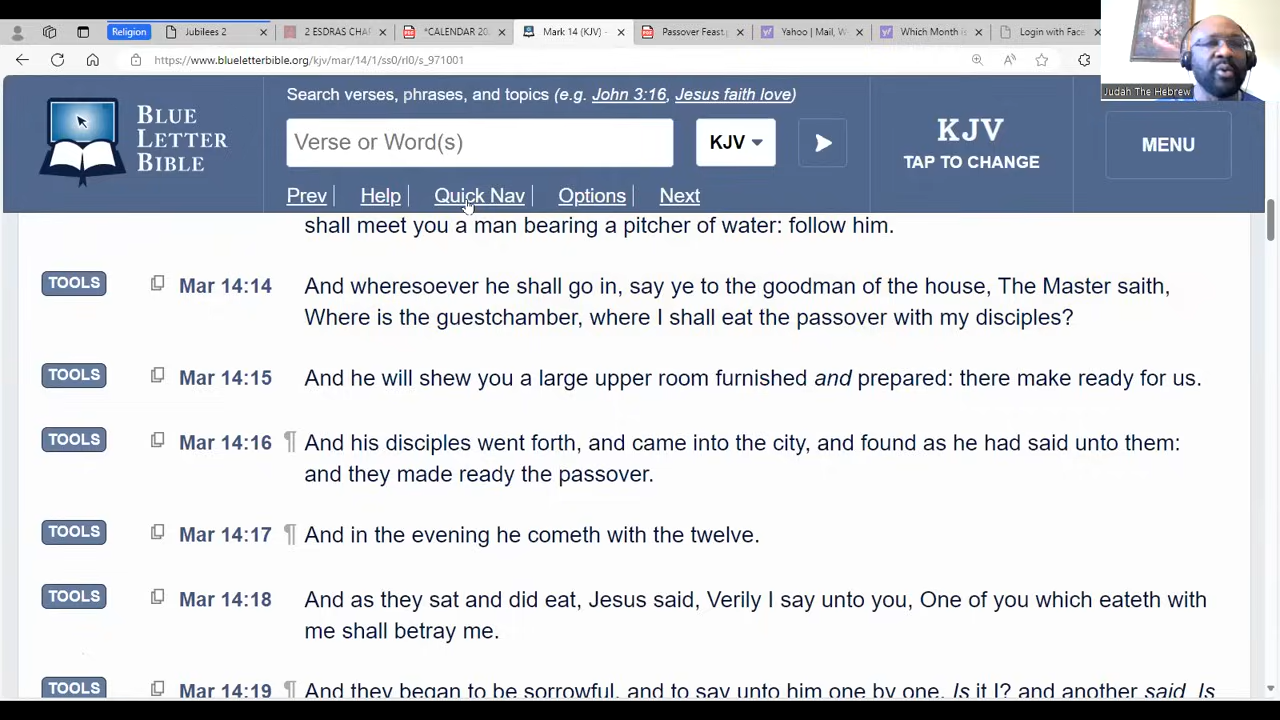 Religion
Jubilees 2
2 ESDRAS CHA
*CALENDAR 20
Mark 14 (KJV) -
Passover Feast
Yahoo | Mail, W
Which Month is
Login with Face
https://www.blueletterbible.org/kjv/mar/14/1/ss0/rl0/s_971001
Judah The Hebrew
BLUE
LETTER
BIBLE
Search verses, phrases, and topics (e.g. John 3:16, Jesus faith love)
Verse or Word(s)
KJV
Prev | Help | Quick Nav | Options | Next
KJV
TAP TO CHANGE
MENU
shall meet you a man bearing a pitcher of water: follow him.
TOOLS Mar 14:14 And wheresoever he shall go in, say ye to the goodman of the house, The Master saith,
Where is the guestchamber, where I shall eat the passover with my disciples?
TOOLS Mar 14:15 And he will shew you a large upper room furnished and prepared: there make ready for us.
TOOLS Mar 14:16 ¶ And his disciples went forth, and came into the city, and found as he had said unto them:
and they made ready the passover.
TOOLS Mar 14:17 ¶ And in the evening he cometh with the twelve.
TOOLS Mar 14:18 And as they sat and did eat, Jesus said, Verily I say unto you, One of you which eateth with
me shall betray me.
TOOLS Mar 14:19 ¶ And they began to be sorrowful, and to say unto him one by one, Is it I? and another said, Is